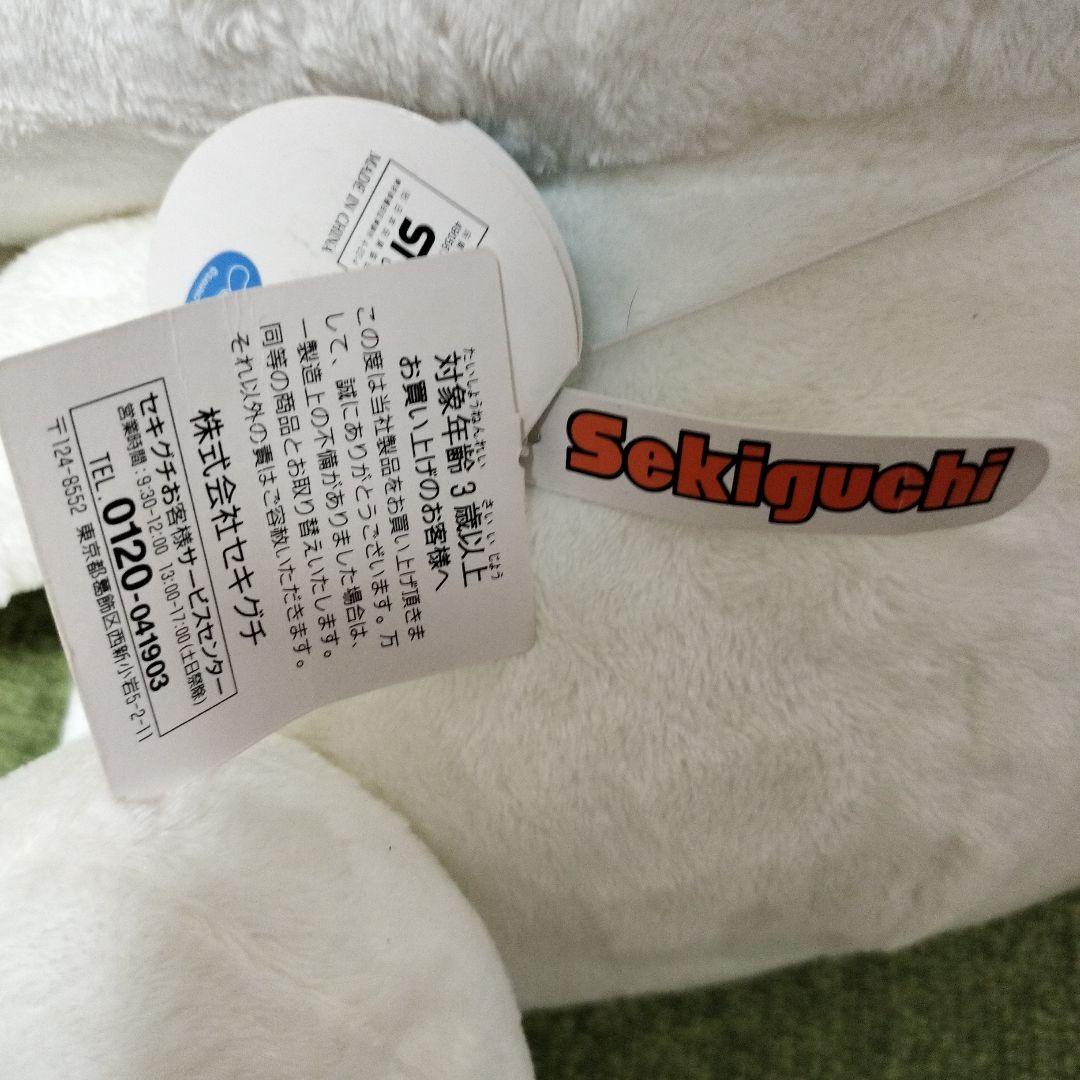 たいしょうねんれい さい いじょう
対象年齢 3 歳以上
お買い上げのお客様へ
この度は当社製品をお買い上げ頂きま
して、誠にありがとうございます。万
一製造上の不備がありました場合は、
同等の商品とお取り替えいたします。
それ以外の責はご容赦いただきます。
株式会社セキグチ
セキグチお客様サービスセンター
営業時間:9:30-12:00 13:00-17:00(土日祭除)
TEL. 0120-041903
〒124-8552 東京都葛飾区西新小岩5-2-11
Sekiguchi
MADE IN CHINA